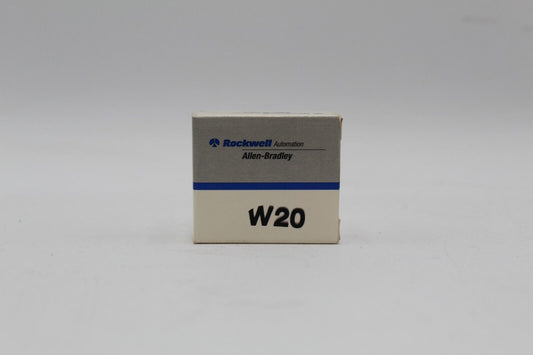 Rockwell Automation
Allen-Bradley
W20